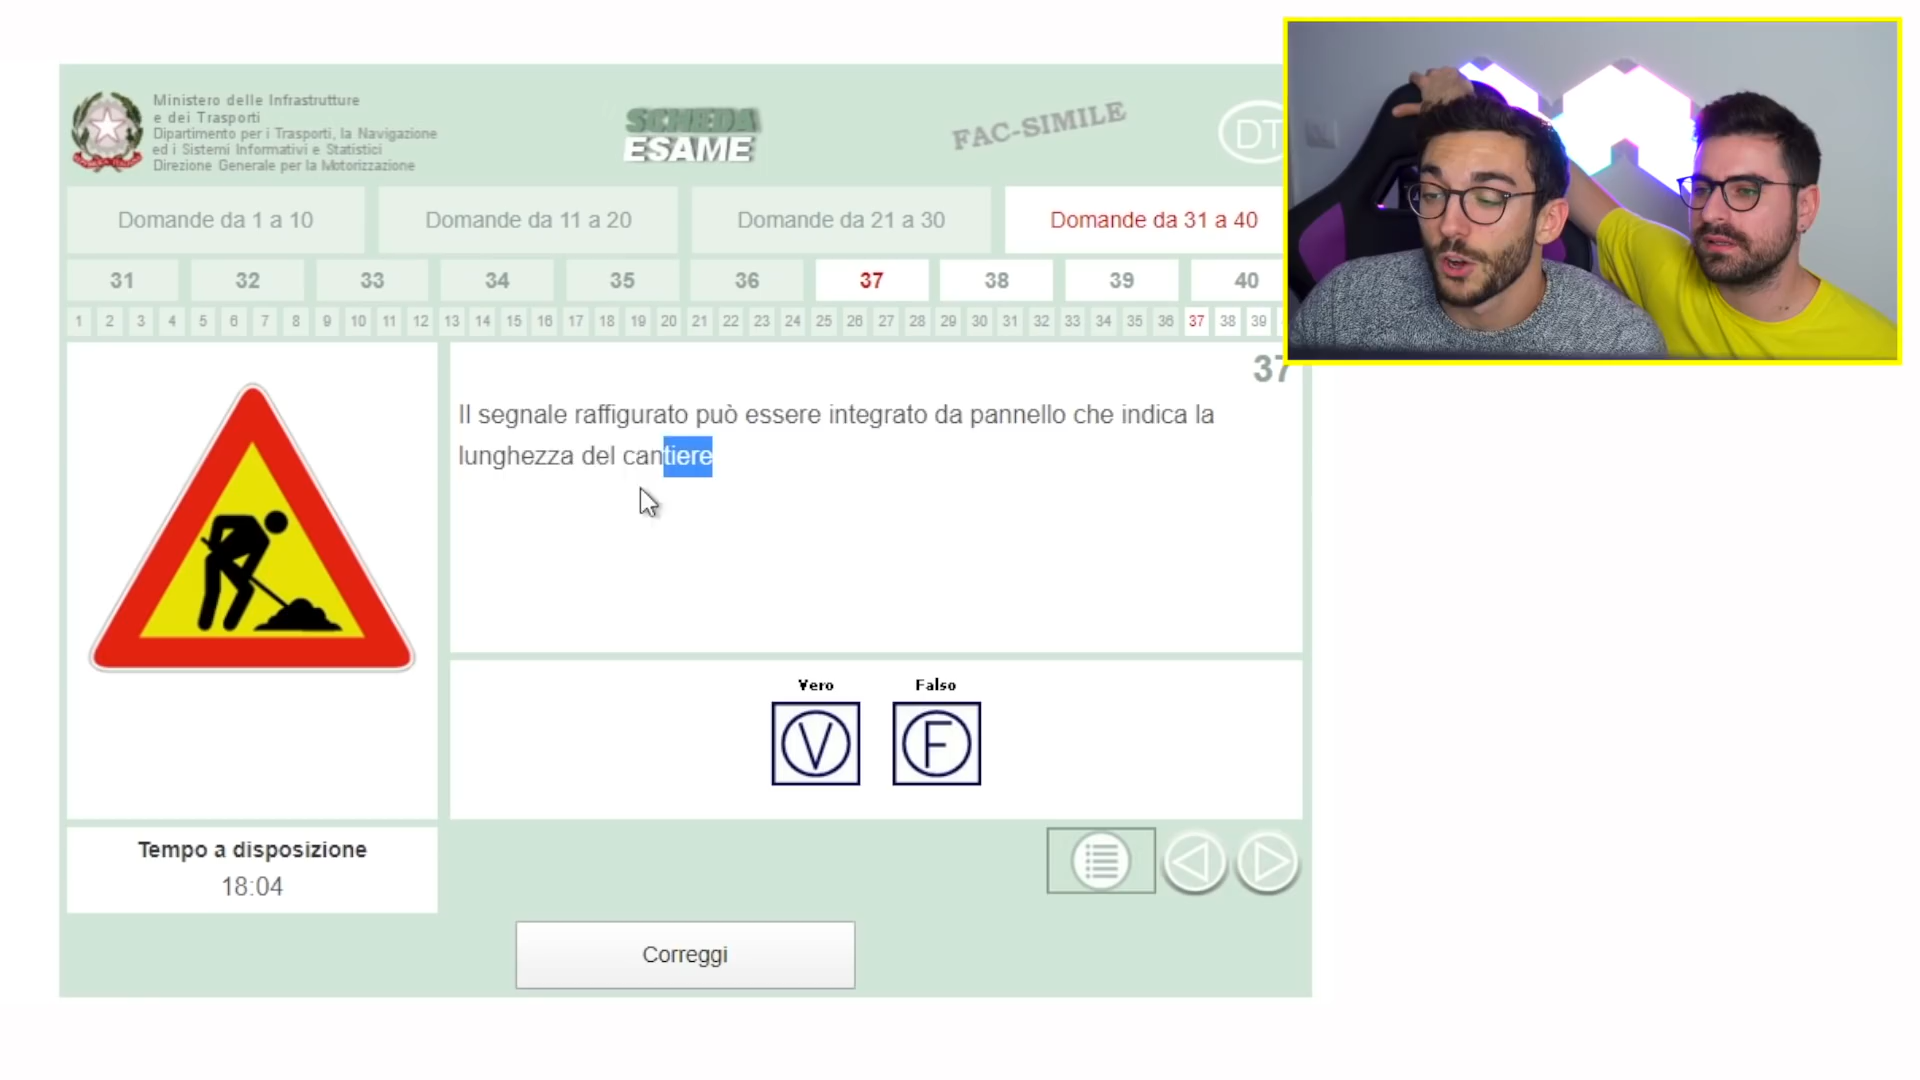 Ministero delle Infrastrutture
e dei Trasporti
Dipartimento per i Trasporti, la Navigazione
ed i Sistemi Informativi e Statistici
Direzione Generale per la Motorizzazione
SCHEDA
ESAME
FAC-SIMILE
DT
Domande da 1 a 10
Domande da 11 a 20
Domande da 21 a 30
Domande da 31 a 40
31 32 33 34 35 36 37 38 39 40
1 2 3 4 5 6 7 8 9 10 11 12 13 14 15 16 17 18 19 20 21 22 23 24 25 26 27 28 29 30 31 32 33 34 35 36 37 38 39
37
Il segnale raffigurato può essere integrato da pannello che indica la
lunghezza del cantiere
Vero Falso
V F
Tempo a disposizione
18:04
Correggi